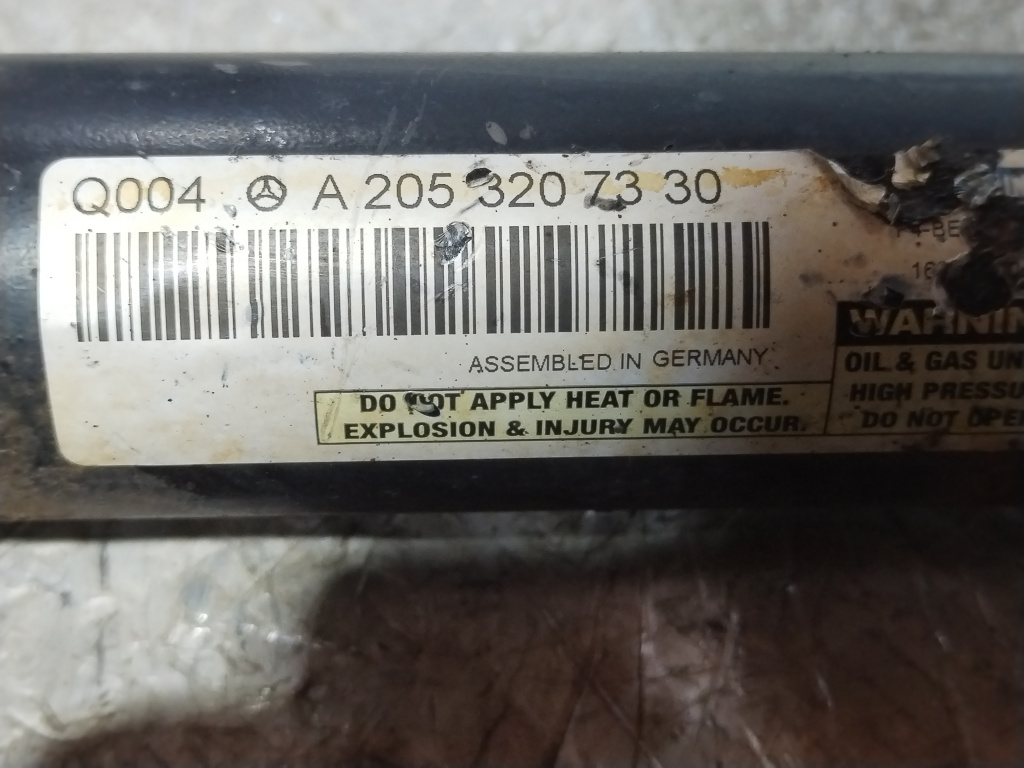 Q004 A 205 320 73 30
16
ASSEMBLED IN GERMANY
DO NOT APPLY HEAT OR FLAME.
EXPLOSION & INJURY MAY OCCUR.
WARNIN
OIL & GAS UN
HIGH PRESSU
DO NOT OPE